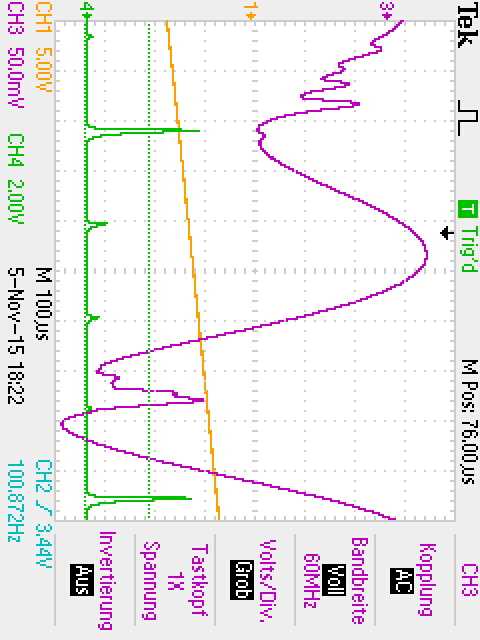 Tek T Trig'd M Pos: 76.00µs CH3
Kopplung
AC
3
Bandbreite
Voll
60MHz
Volts/Div.
1
Grob
Tastkopf
1X
Spannung
Invertierung
4
Aus
CH1 5.00V M 100µs CH2 3.44V
CH3 50.0mV CH4 2.00V 5-Nov-15 18:22 100.872Hz